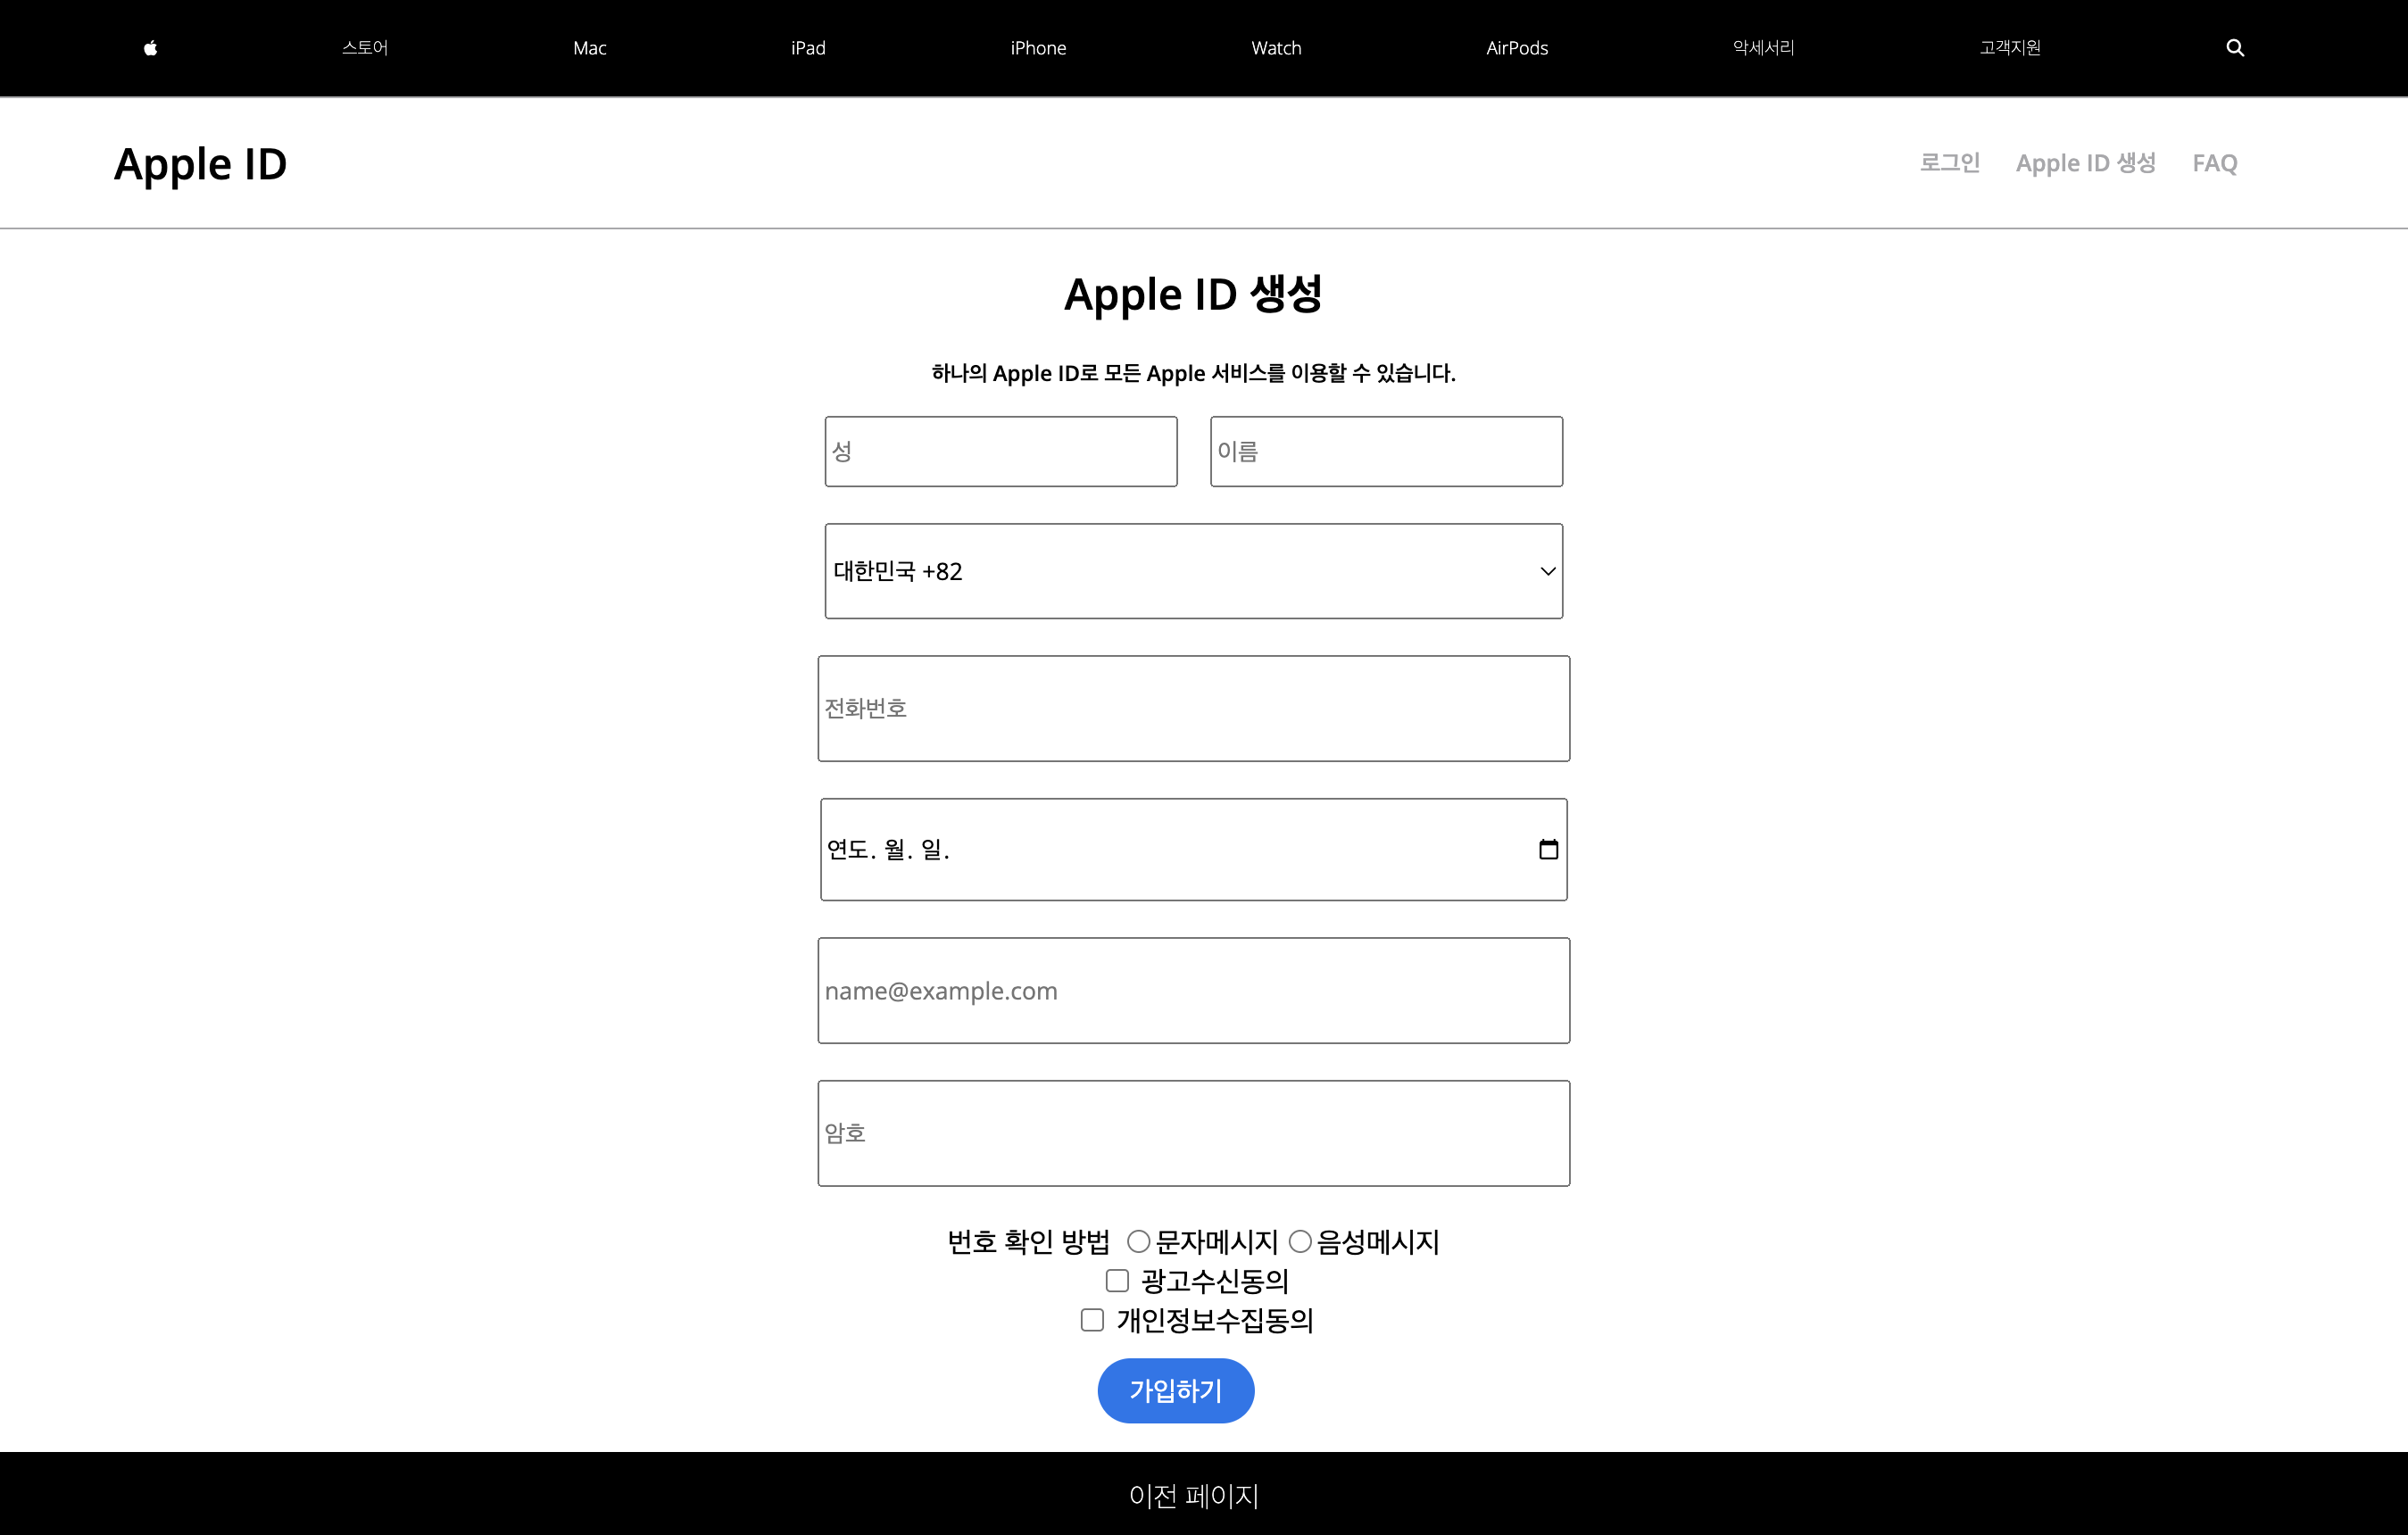 스토어 Mac iPad iPhone Watch AirPods 악세서리 고객지원
Apple ID 로그인 Apple ID 생성 FAQ
Apple ID 생성
하나의 Apple ID로 모든 Apple 서비스를 이용할 수 있습니다.
성 이름
대한민국 +82
전화번호
연도. 월. 일.
name@example.com
암호
번호 확인 방법 문자메시지 음성메시지
광고수신동의
개인정보수집동의
가입하기
이전 페이지